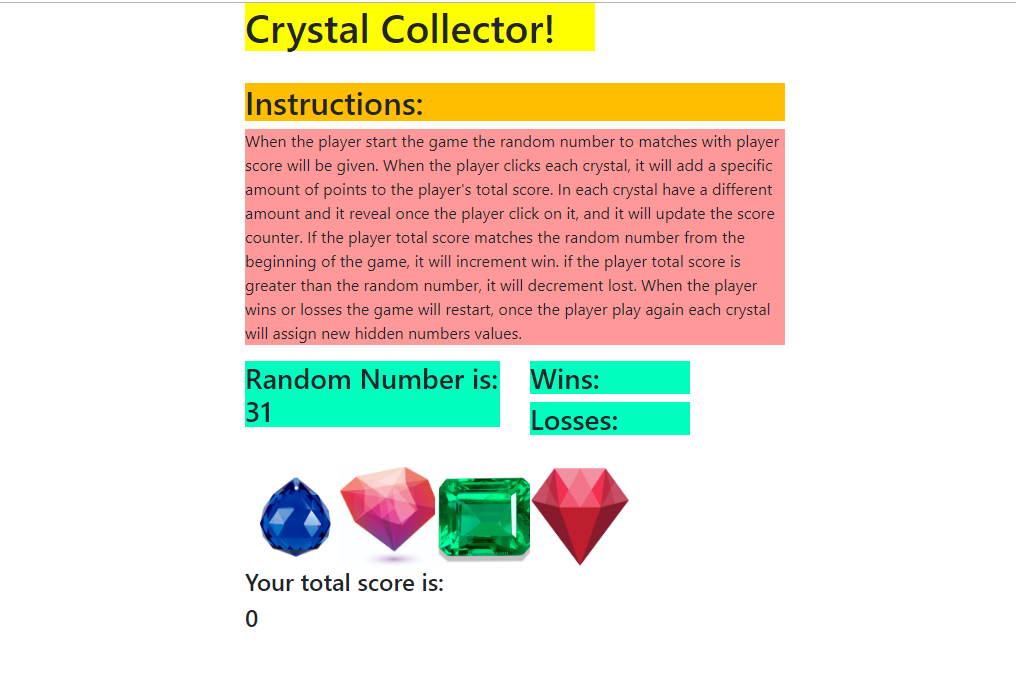 Crystal Collector!
Instructions:
When the player start the game the random number to matches with player
score will be given. When the player clicks each crystal, it will add a specific
amount of points to the player's total score. In each crystal have a different
amount and it reveal once the player click on it, and it will update the score
counter. If the player total score matches the random number from the
beginning of the game, it will increment win. if the player total score is
greater than the random number, it will decrement lost. When the player
wins or losses the game will restart, once the player play again each crystal
will assign new hidden numbers values.
Random Number is:
31
Wins:
Losses:
Your total score is:
0